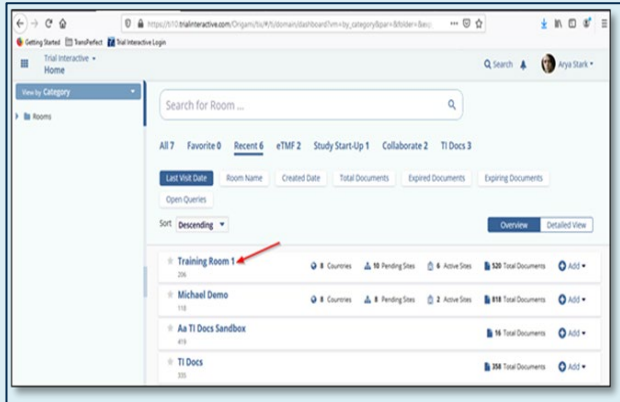 https://ti10.trialinteractive.com/Origami/tis/#/ti/domain/dashboard?vm=by_category&par=&folder=
Getting Started TransPerfect Trial Interactive Login
Trial Interactive
Home
Search
Arya Stark
View by Category
Rooms
Search for Room ...
All 7 Favorite 0 Recent 6 eTMF 2 Study Start-Up 1 Collaborate 2 TI Docs 3
Last Visit Date Room Name Created Date Total Documents Expired Documents Expiring Documents
Open Queries
Sort Descending Overview Detailed View
Training Room 1 8 Countries 10 Pending Sites 6 Active Sites 520 Total Documents Add
206
Michael Demo 8 Countries 8 Pending Sites 2 Active Sites 818 Total Documents Add
118
Aa TI Docs Sandbox 16 Total Documents Add
419
TI Docs 358 Total Documents Add
335